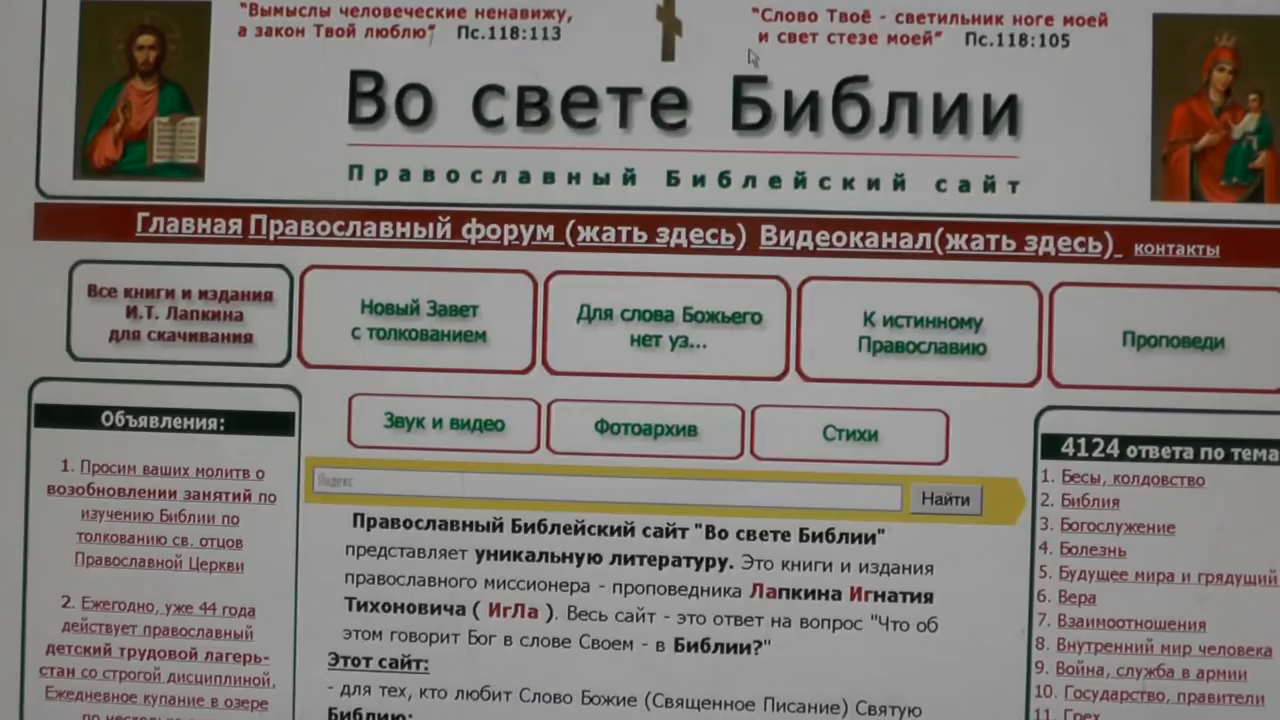 "Вымыслы человеческие ненавижу,
а закон Твой люблю" Пс.118:113
"Слово Твоё - светильник ноге моей
и свет стезе моей" Пс.118:105
Во свете Библии
Православный Библейский сайт
Главная Православный форум (жать здесь) Видеоканал(жать здесь) контакты
Все книги и издания
И.Т. Лапкина
для скачивания
Новый Завет
с толкованием
Для слова Божьего
нет уз...
К истинному
Православию
Проповеди
Звук и видео
Фотоархив
Стихи
Объявления:
1. Просим ваших молитв о
возобновлении занятий по
изучению Библии по
толкованию св. отцов
Православной Церкви
2. Ежегодно, уже 44 года
действует православный
детский трудовой лагерь-
стан со строгой дисциплиной.
Ежедневное купание в озере
Яндекс
Найти
Православный Библейский сайт "Во свете Библии"
представляет уникальную литературу. Это книги и издания
православного миссионера - проповедника Лапкина Игнатия
Тихоновича ( ИгЛа ). Весь сайт - это ответ на вопрос "Что об
этом говорит Бог в слове Своем - в Библии?"
Этот сайт:
- для тех, кто любит Слово Божие (Священное Писание) Святую
Библию;
4124 ответа по тема
1. Бесы, колдовство
2. Библия
3. Богослужение
4. Болезнь
5. Будущее мира и грядущий
6. Вера
7. Взаимоотношения
8. Внутренний мир человека
9. Война, служба в армии
10. Государство, правители
11. Грех